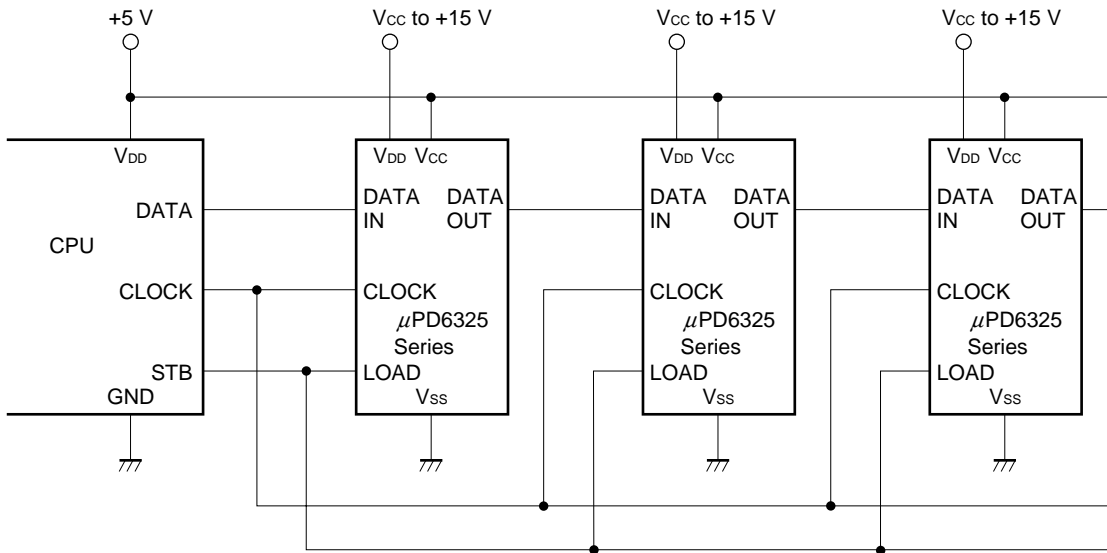 +5 V
VCC to +15 V
VCC to +15 V
VCC to +15 V
VDD
DATA
CPU
CLOCK
STB
GND
VDD VCC
DATA IN
DATA OUT
CLOCK
μPD6325
Series
LOAD
VSS
VDD VCC
DATA IN
DATA OUT
CLOCK
μPD6325
Series
LOAD
VSS
VDD VCC
DATA IN
DATA OUT
CLOCK
μPD6325
Series
LOAD
VSS